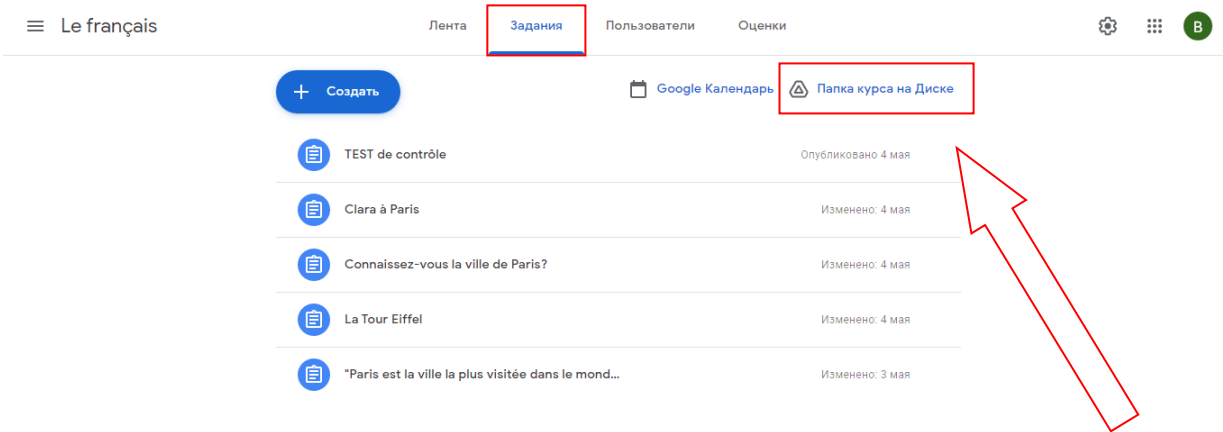 Le français
Лента Задания Пользователи Оценки
B
Создать
Google Календарь
Папка курса на Диске
TEST de contrôle Опубликовано 4 мая
Clara à Paris Изменено: 4 мая
Connaissez-vous la ville de Paris? Изменено: 4 мая
La Tour Eiffel Изменено: 4 мая
"Paris est la ville la plus visitée dans le mond... Изменено: 3 мая